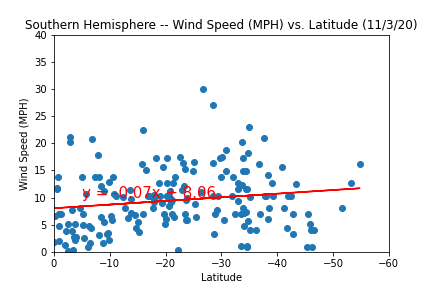 Southern Hemisphere -- Wind Speed (MPH) vs. Latitude (11/3/20)
40
35
30
25
20
15
10
5
0
Wind Speed (MPH)
y = -0.07x + 8.06
0 −10 −20 −30 −40 −50 −60
Latitude